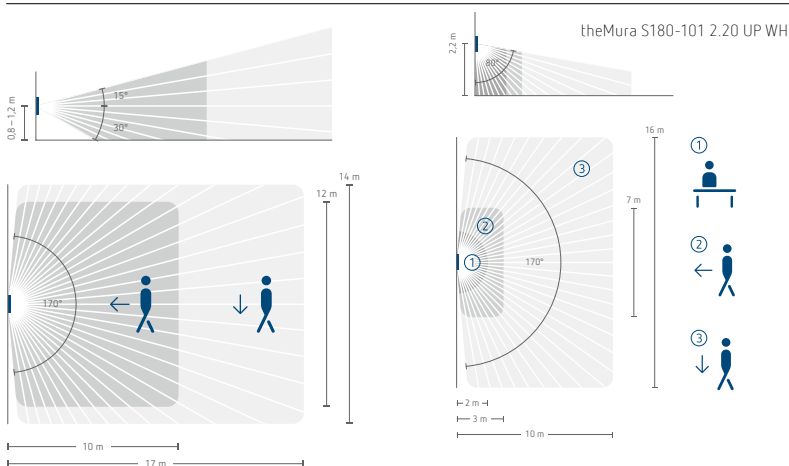 theMura S180-101 2.20 UP WH
15°
30°
0,8 – 1,2 m
80°
2,2 m
14 m
12 m
170°
10 m
17 m
16 m
7 m
3
2
1
170°
2 m
3 m
10 m
1
2
3